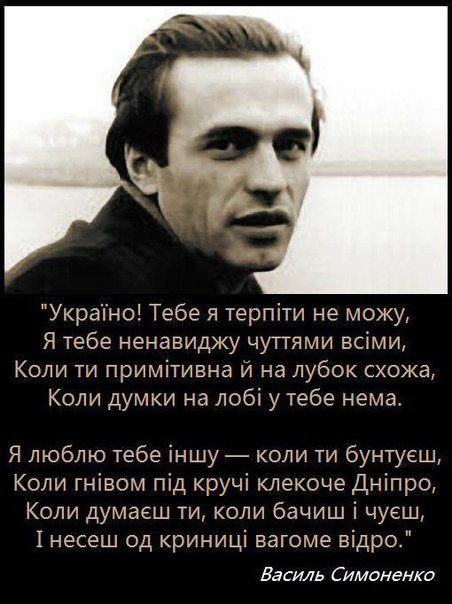 "Україно! Тебе я терпіти не можу,
Я тебе ненавиджу чуттями всіми,
Коли ти примітивна й на лубок схожа,
Коли думки на лобі у тебе нема.
Я люблю тебе іншу — коли ти бунтуєш,
Коли гнівом під кручі клекоче Дніпро,
Коли думаєш ти, коли бачиш і чуєш,
І несеш од криниці вагоме відро."
Василь Симоненко